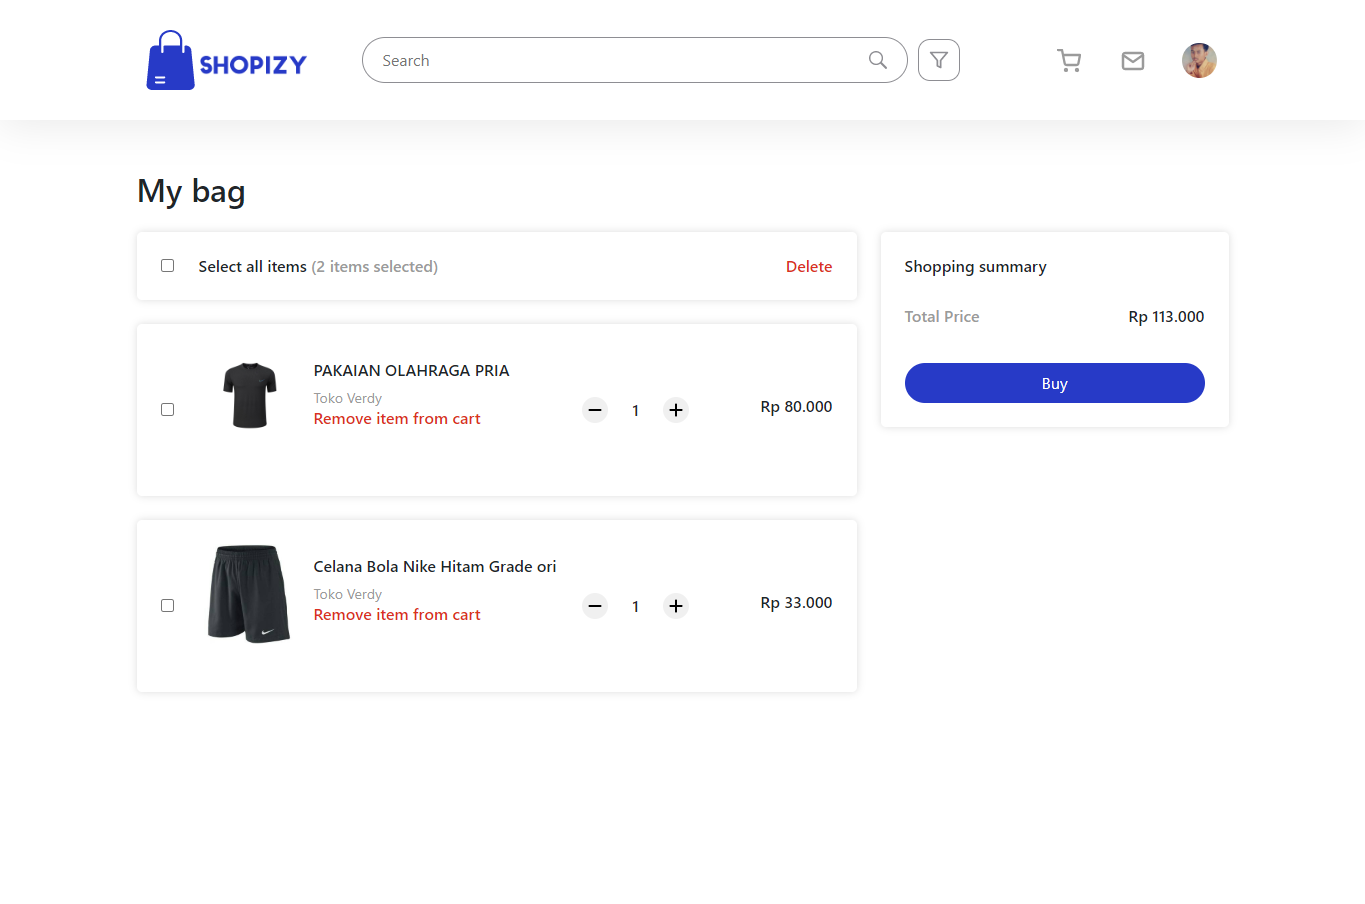 SHOPIZY
Search
My bag
Select all items (2 items selected)
Delete
PAKAIAN OLAHRAGA PRIA
Toko Verdy
Remove item from cart
1
Rp 80.000
Celana Bola Nike Hitam Grade ori
Toko Verdy
Remove item from cart
1
Rp 33.000
Shopping summary
Total Price
Rp 113.000
Buy